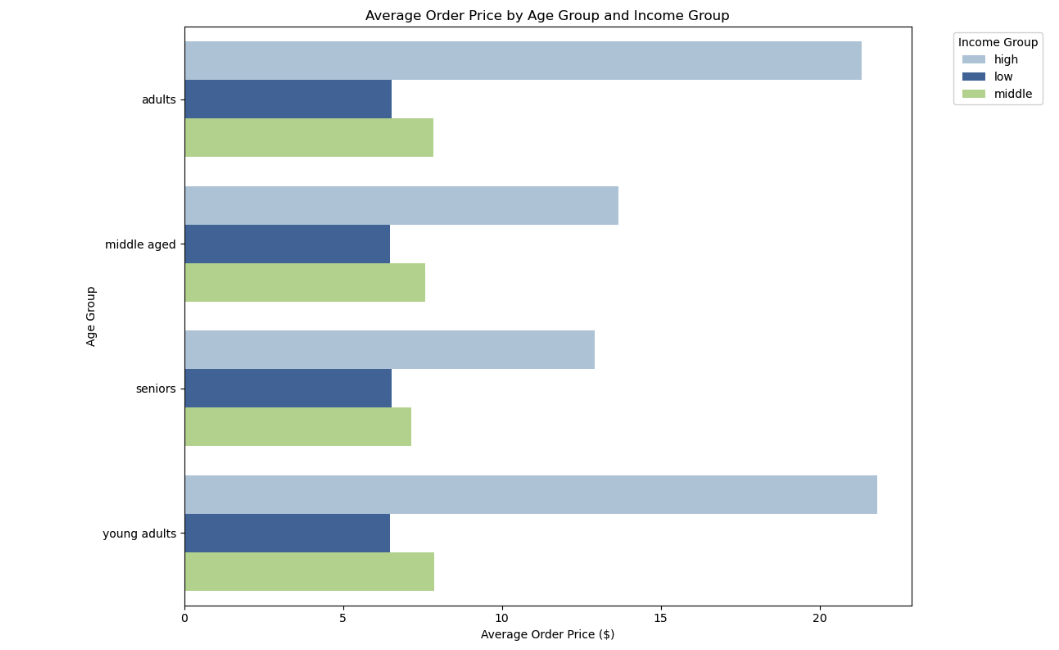 Average Order Price by Age Group and Income Group
Income Group
high
low
middle
adults
middle aged
seniors
young adults
Age Group
0 5 10 15 20
Average Order Price ($)